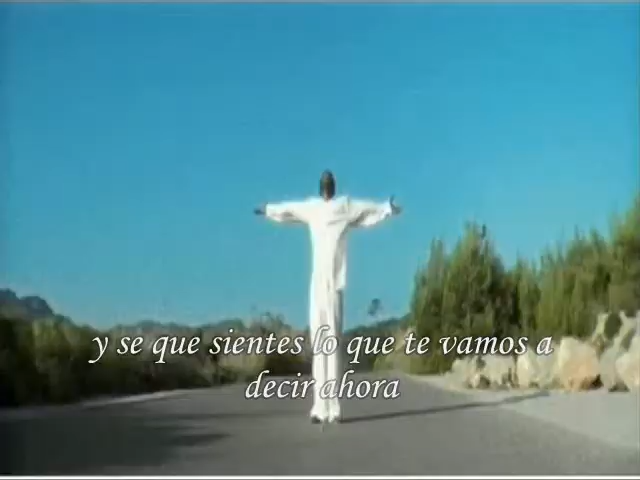 y se que sientes lo que te vamos a
decir ahora